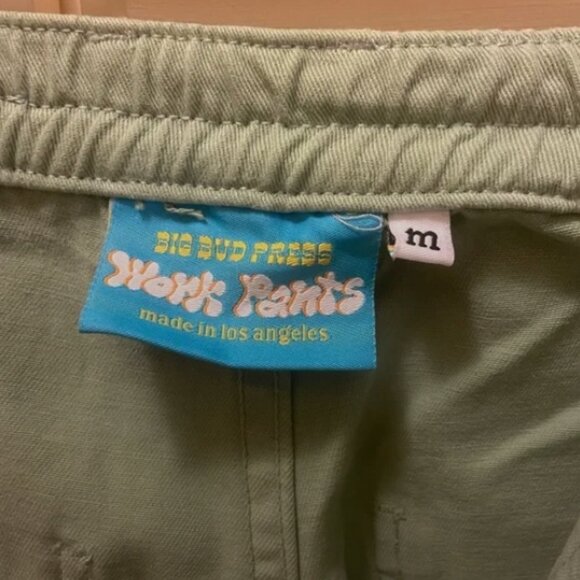 BIG BUD PRESS
Work Pants
made in los angeles
m